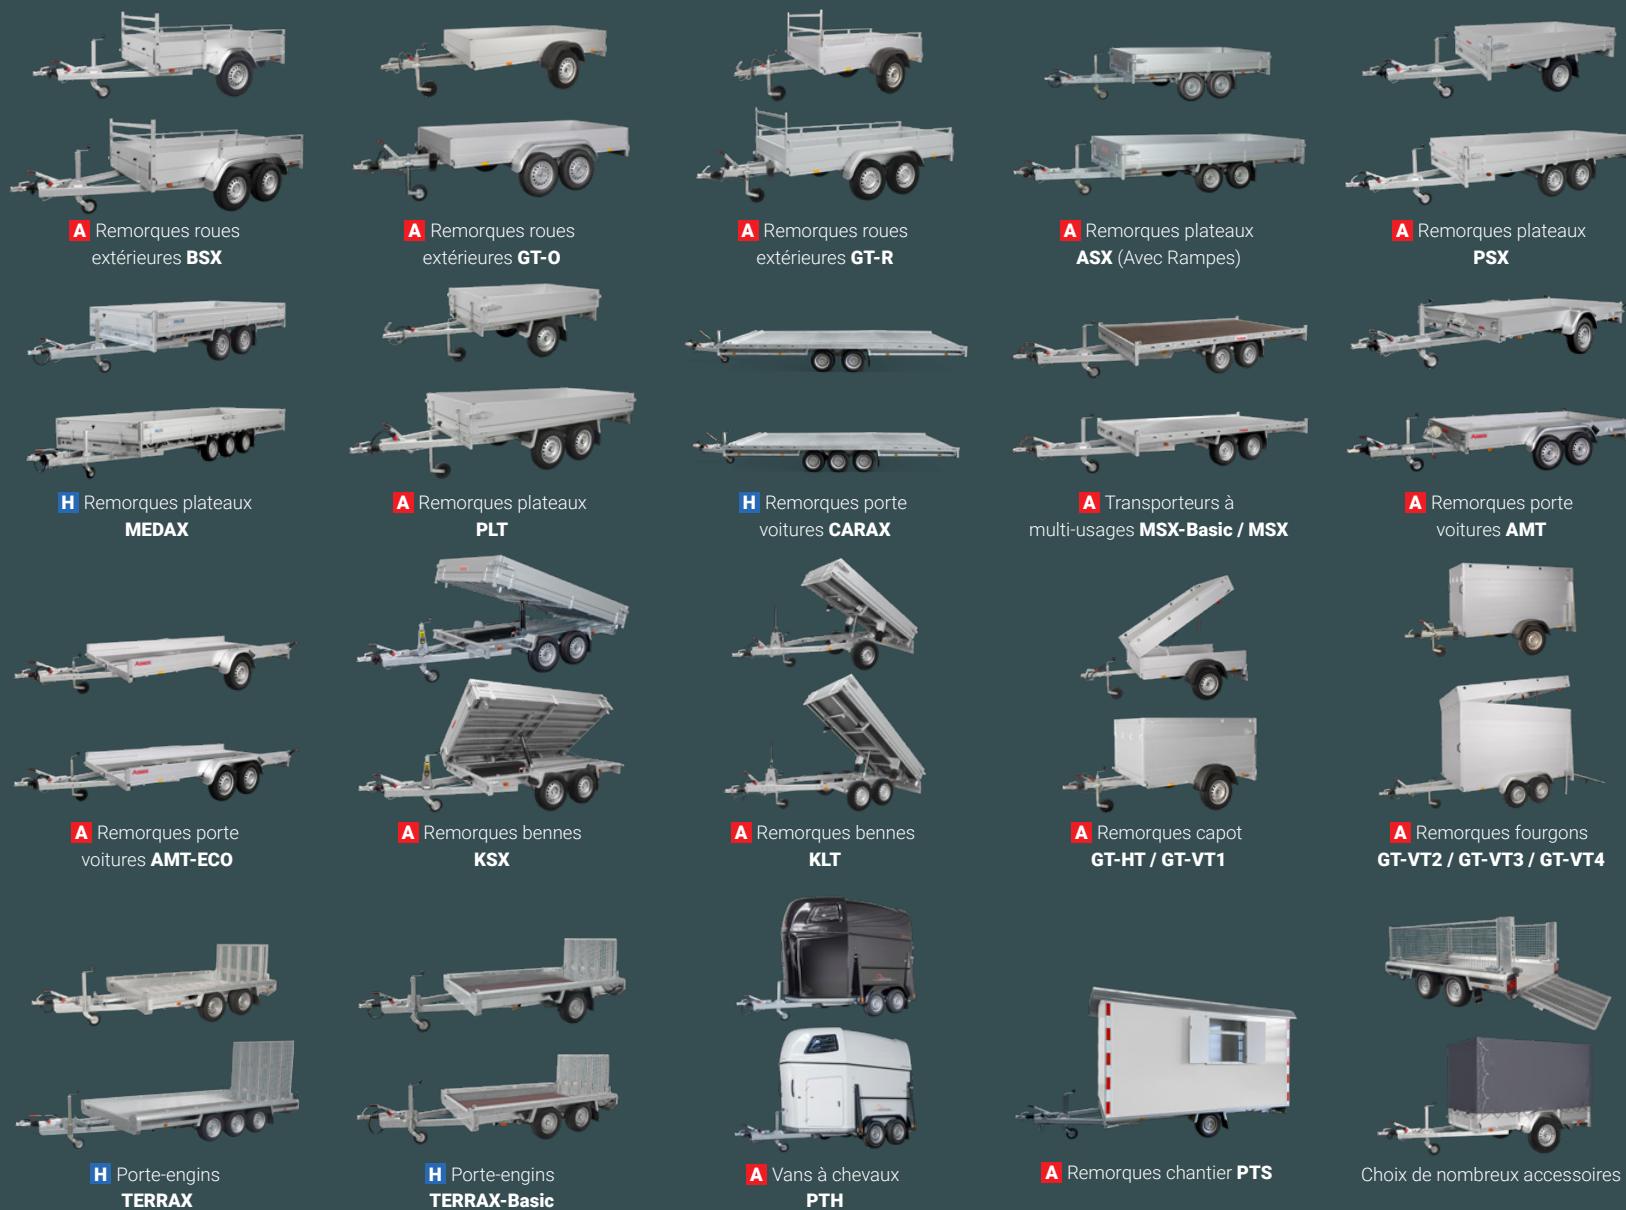 A Remorques roues
extérieures BSX
A Remorques roues
extérieures GT-O
A Remorques roues
extérieures GT-R
A Remorques plateaux
ASX (Avec Rampes)
A Remorques plateaux
PSX
H Remorques plateaux
MEDAX
A Remorques plateaux
PLT
H Remorques porte
voitures CARAX
A Transporteurs à
multi-usages MSX-Basic / MSX
A Remorques porte
voitures AMT
A Remorques porte
voitures AMT-ECO
A Remorques bennes
KSX
A Remorques bennes
KLT
A Remorques capot
GT-HT / GT-VT1
A Remorques fourgons
GT-VT2 / GT-VT3 / GT-VT4
H Porte-engins
TERRAX
H Porte-engins
TERRAX-Basic
A Vans à chevaux
PTH
A Remorques chantier PTS
Choix de nombreux accessoires